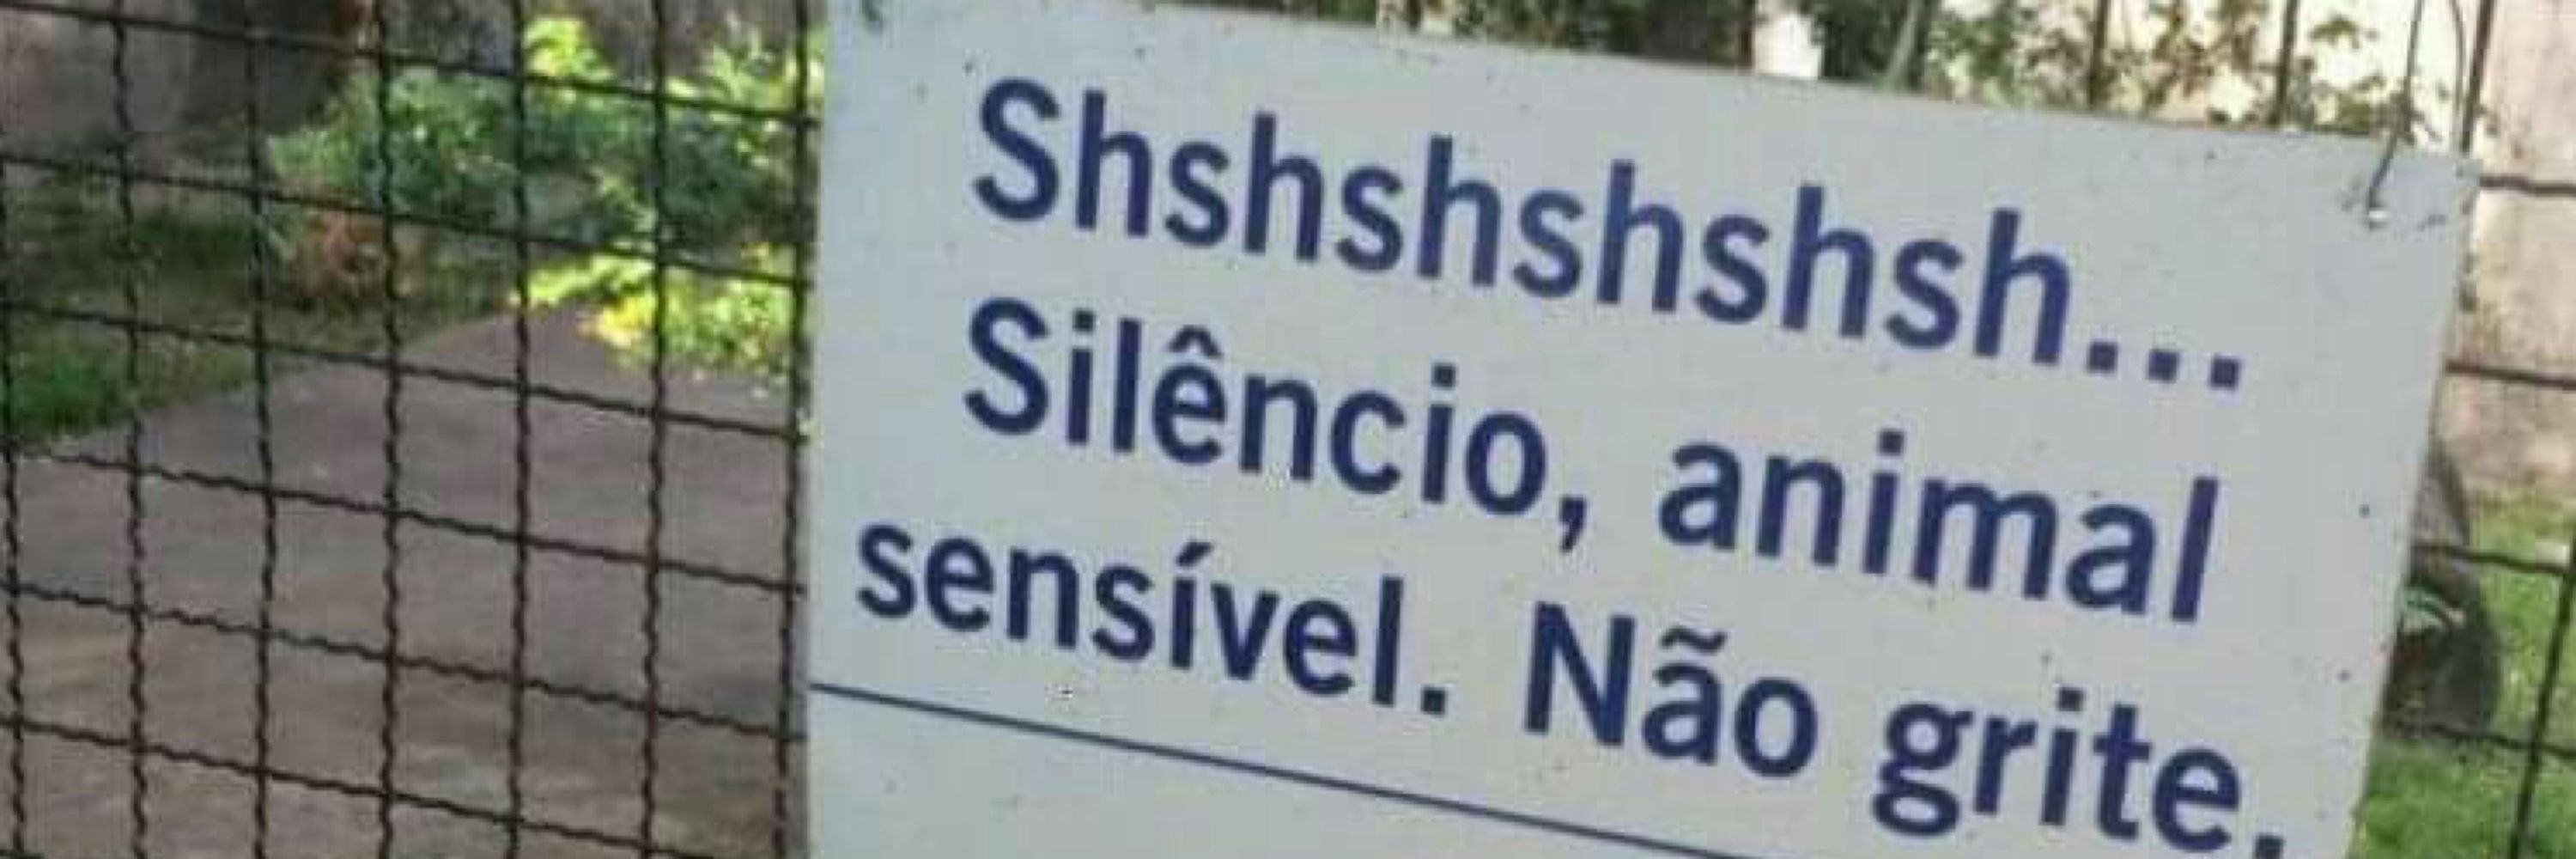 Shshshshshsh...
Silêncio, animal
sensível. Não grite.